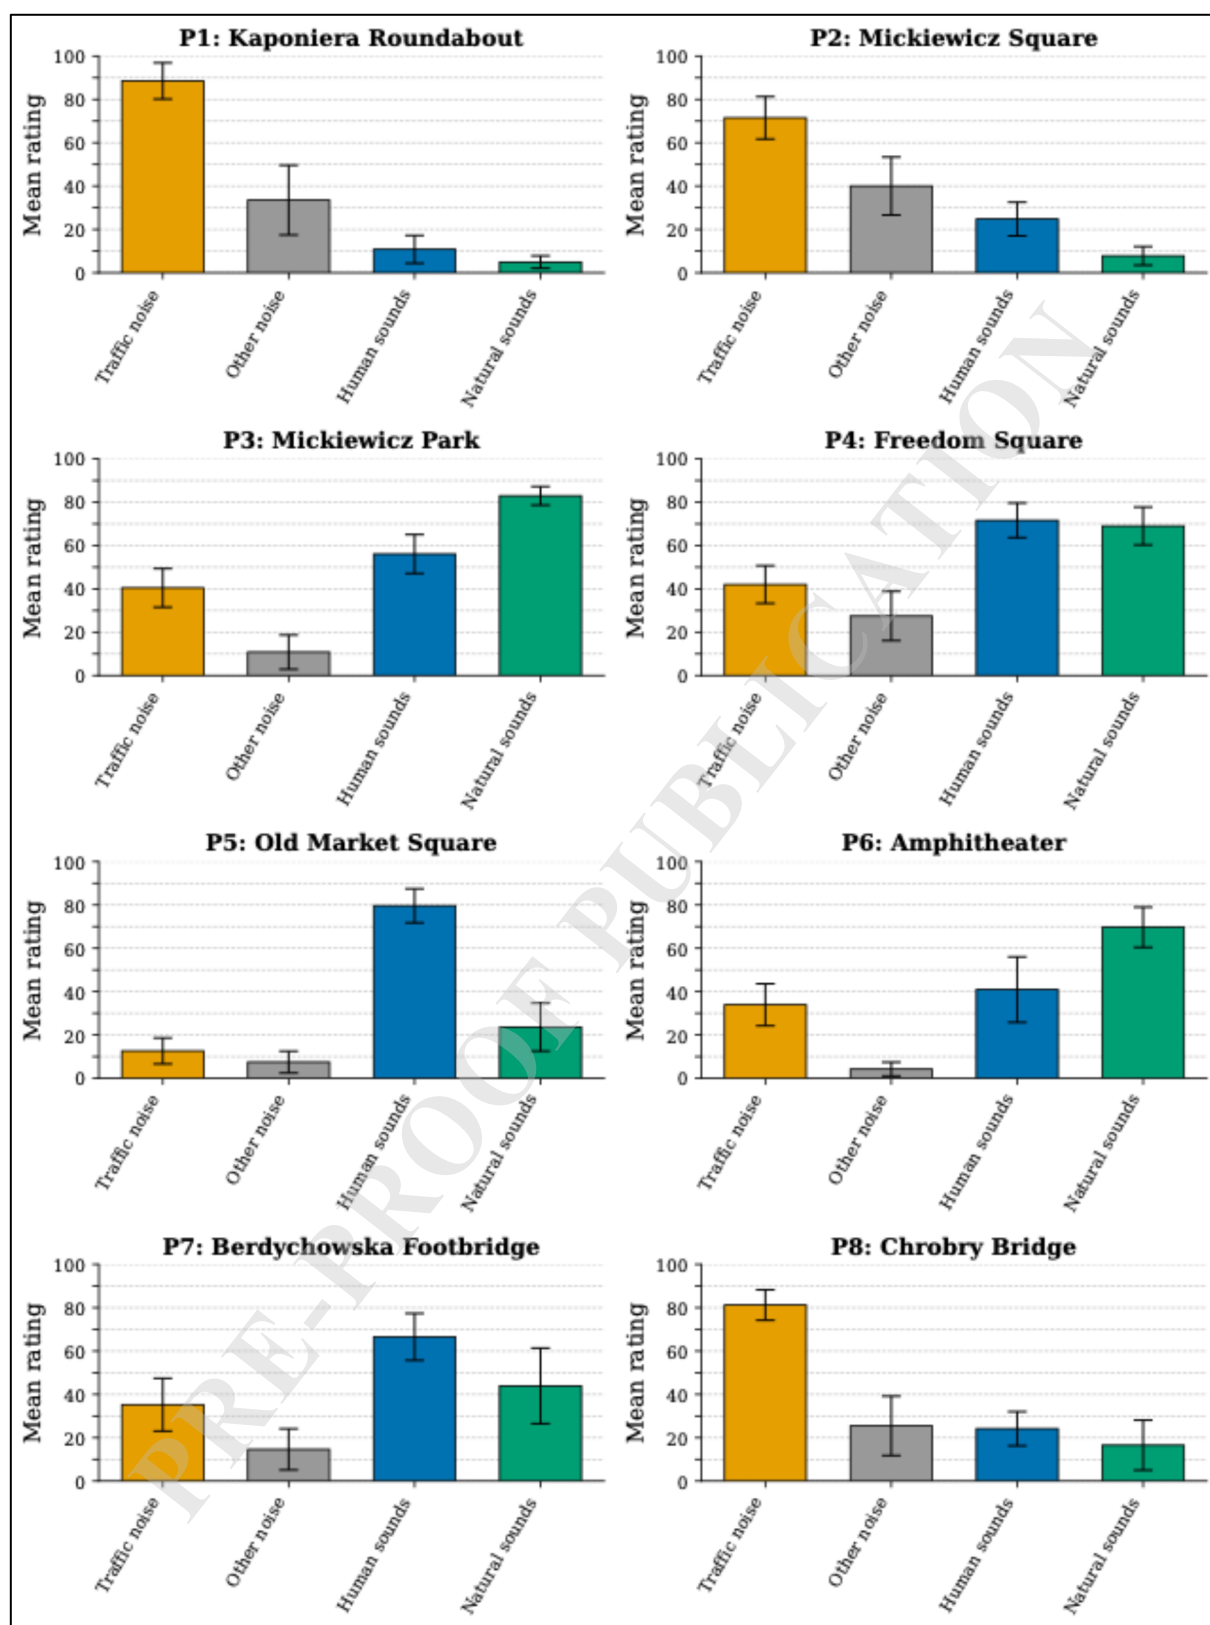 P1: Kaponiera Roundabout
Mean rating
100
80
60
40
20
0
Traffic noise
Other noise
Human sounds
Natural sounds
P2: Mickiewicz Square
Mean rating
100
80
60
40
20
0
Traffic noise
Other noise
Human sounds
Natural sounds
P3: Mickiewicz Park
Mean rating
100
80
60
40
20
0
Traffic noise
Other noise
Human sounds
Natural sounds
P4: Freedom Square
Mean rating
100
80
60
40
20
0
Traffic noise
Other noise
Human sounds
Natural sounds
P5: Old Market Square
Mean rating
100
80
60
40
20
0
Traffic noise
Other noise
Human sounds
Natural sounds
P6: Amphitheater
Mean rating
100
80
60
40
20
0
Traffic noise
Other noise
Human sounds
Natural sounds
P7: Berdychowska Footbridge
Mean rating
100
80
60
40
20
0
Traffic noise
Other noise
Human sounds
Natural sounds
P8: Chrobry Bridge
Mean rating
100
80
60
40
20
0
Traffic noise
Other noise
Human sounds
Natural sounds
PRE-PROOF PUBLICATION